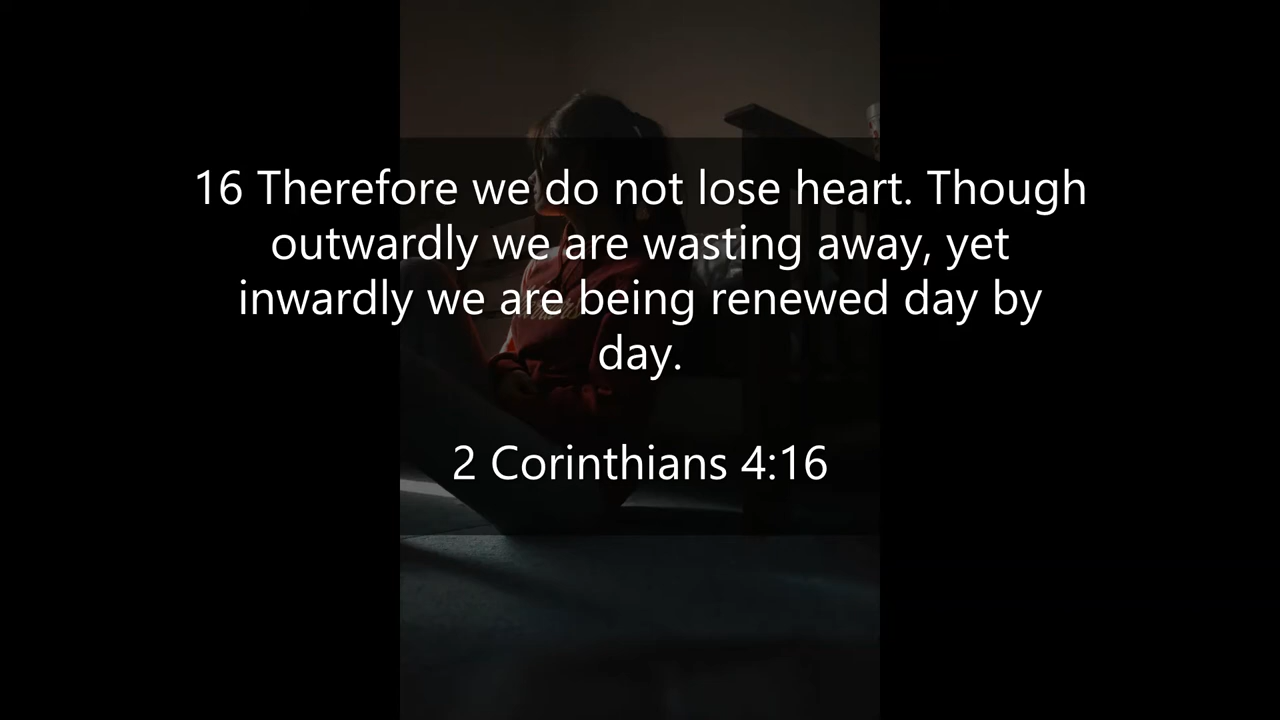 16 Therefore we do not lose heart. Though
outwardly we are wasting away, yet
inwardly we are being renewed day by
day.
2 Corinthians 4:16